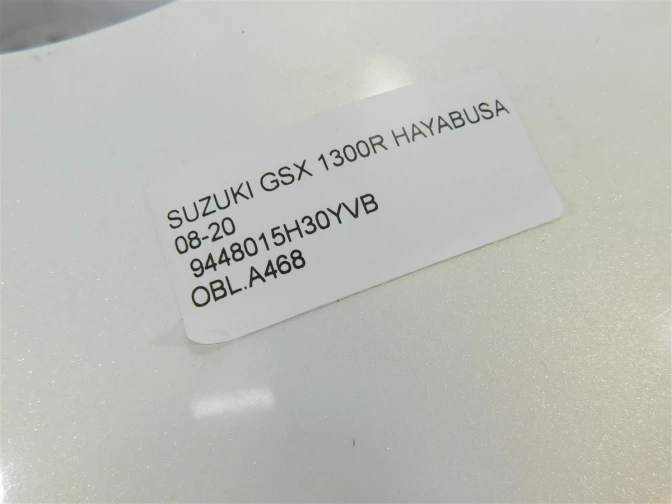 SUZUKI GSX 1300R HAYABUSA
08-20
9448015H30YVB
OBL.A468